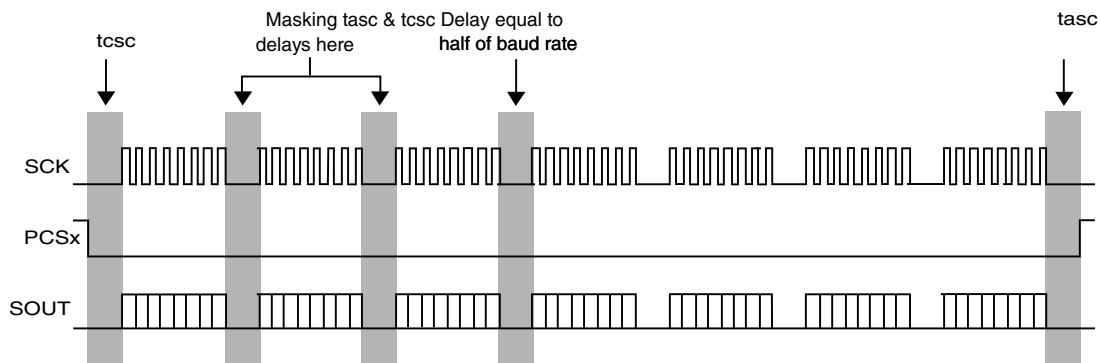 Masking tasc & tcsc Delay equal to
tcsc
delays here
half of baud rate
tasc
SCK
PCSx
SOUT